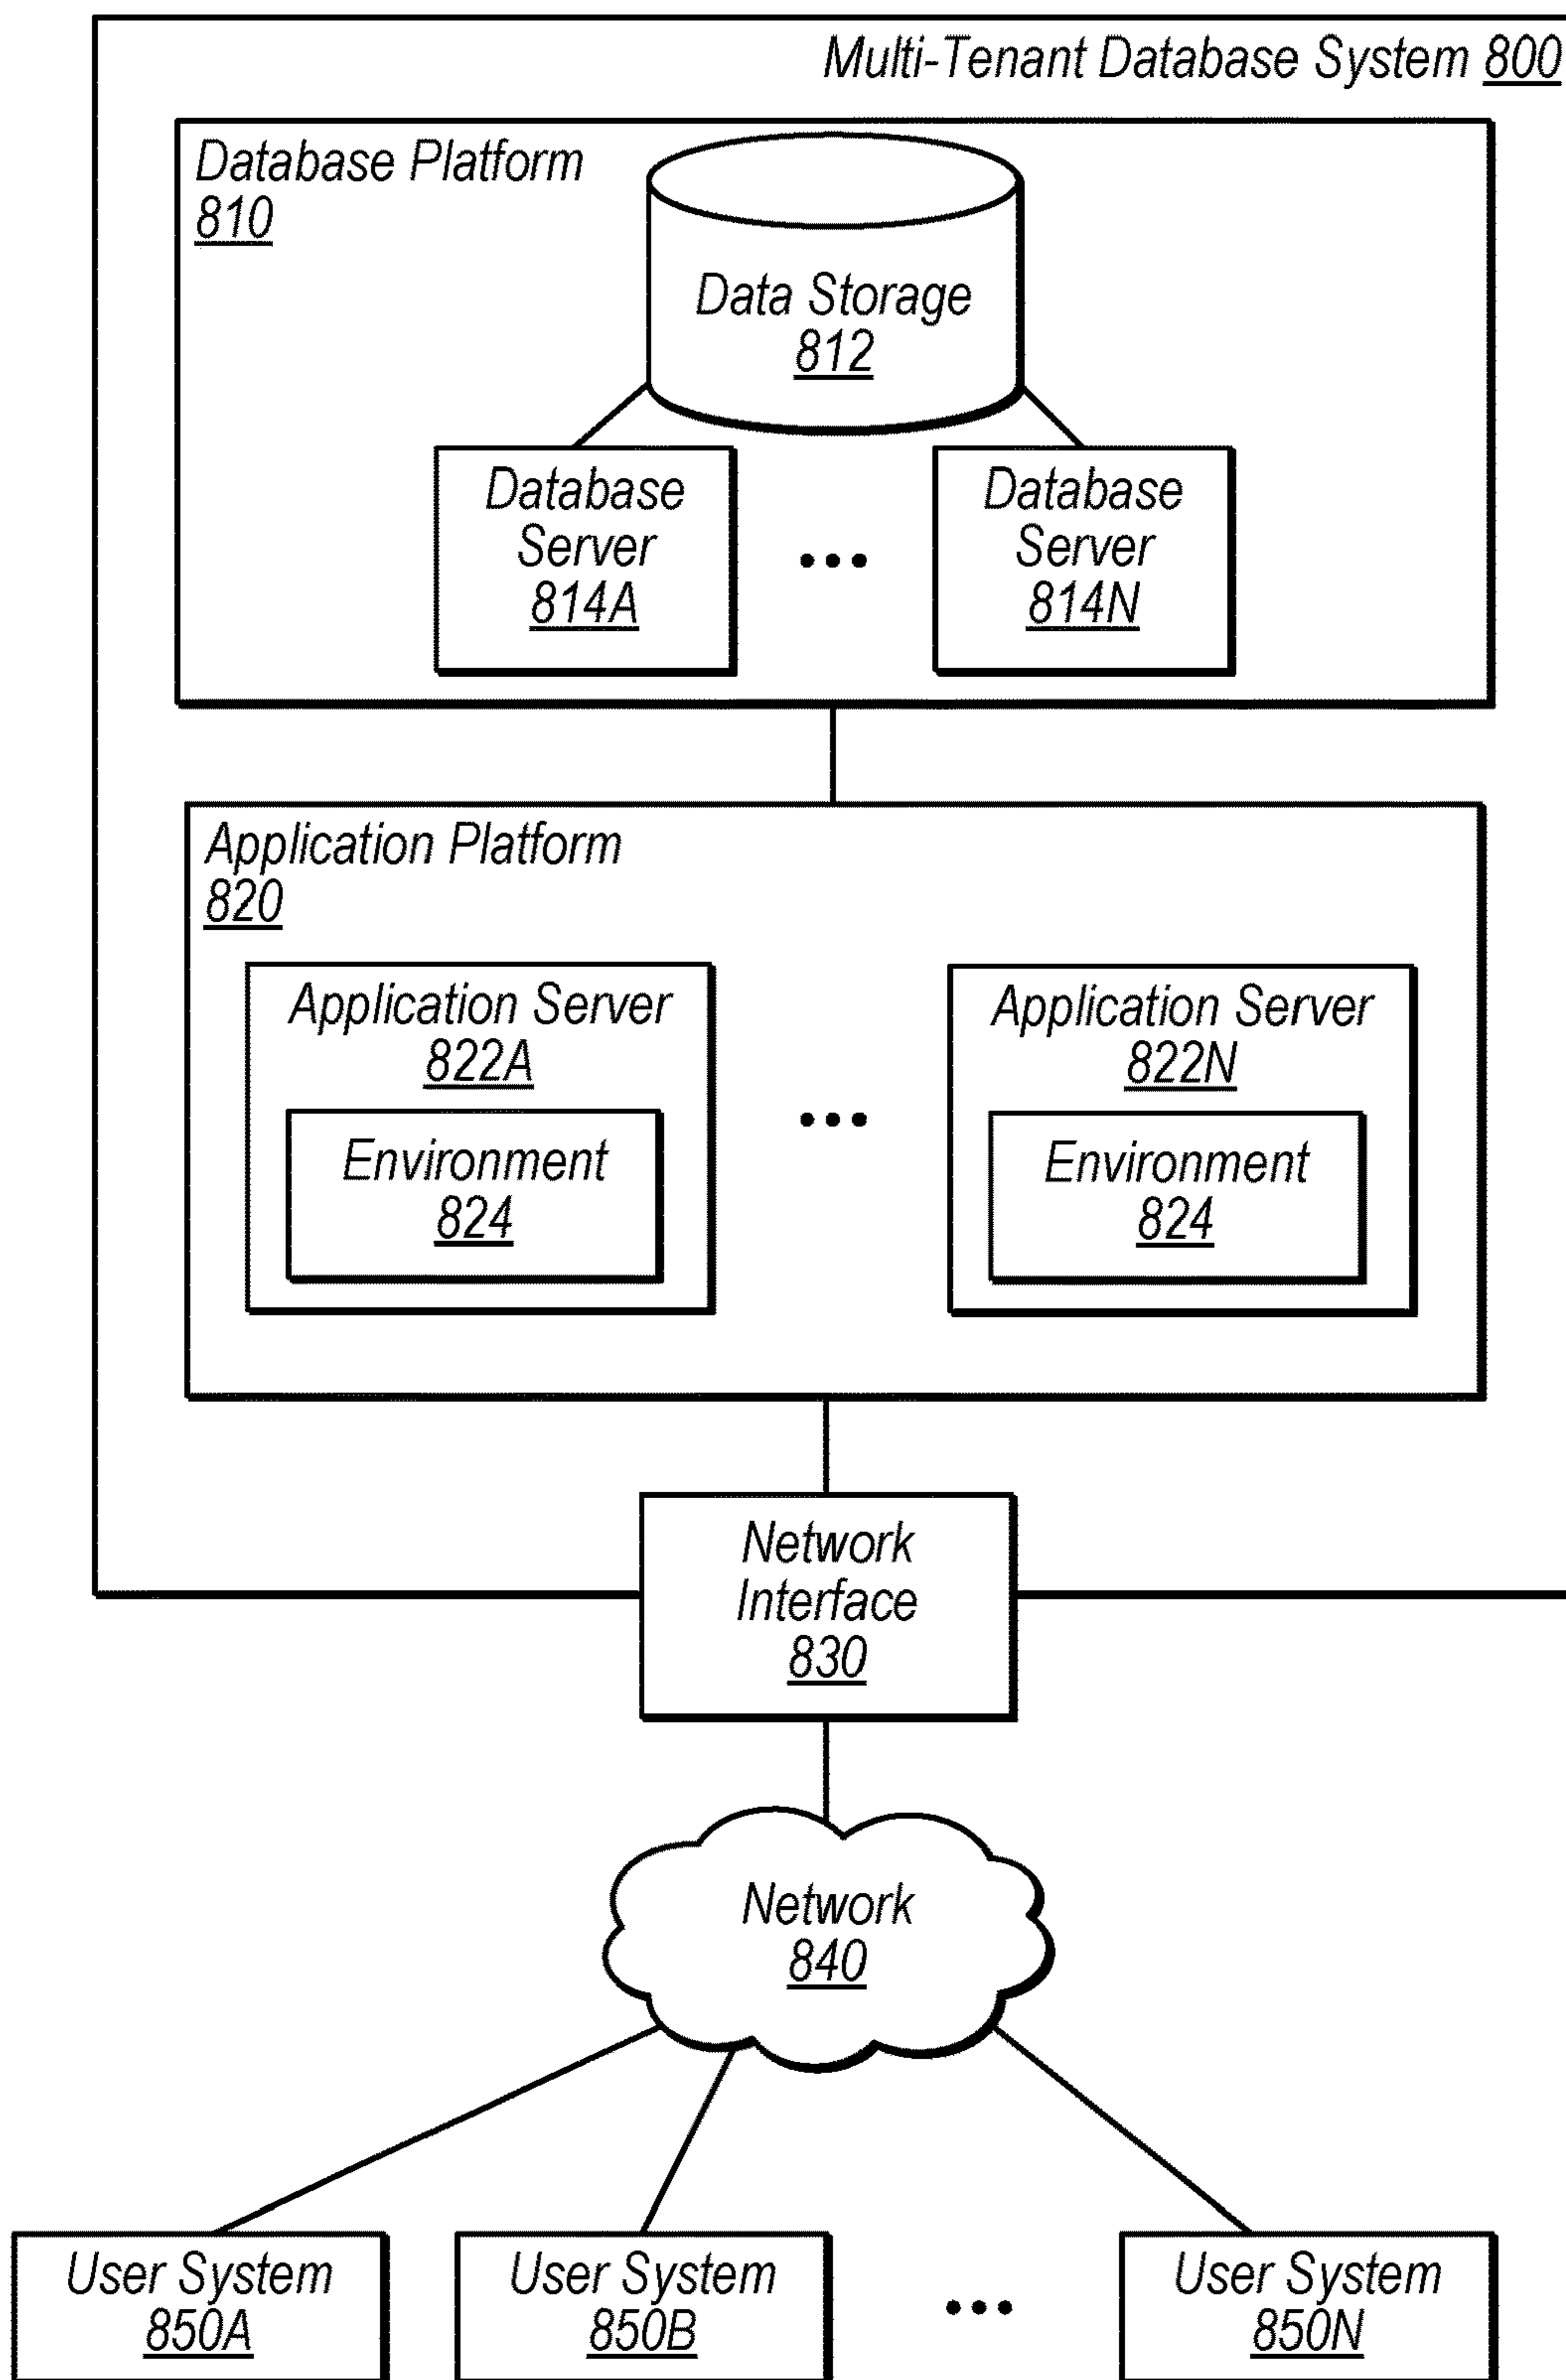 Multi-Tenant Database System 800
Database Platform
810
Data Storage
812
Database
Server
814A
Database
Server
814N
Application Platform
820
Application Server
822A
Environment
824
Application Server
822N
Environment
824
Network
Interface
830
Network
840
User System
850A
User System
850B
User System
850N